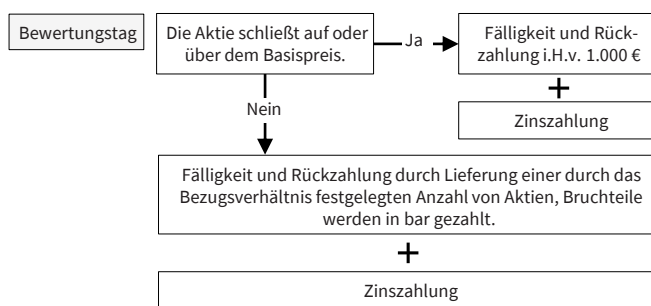 Bewertungstag
Die Aktie schließt auf oder
über dem Basispreis.
Ja
Fälligkeit und Rück-
zahlung i.H.v. 1.000 €
+
Zinszahlung
Nein
Fälligkeit und Rückzahlung durch Lieferung einer durch das
Bezugsverhältnis festgelegten Anzahl von Aktien, Bruchteile
werden in bar gezahlt.
+
Zinszahlung